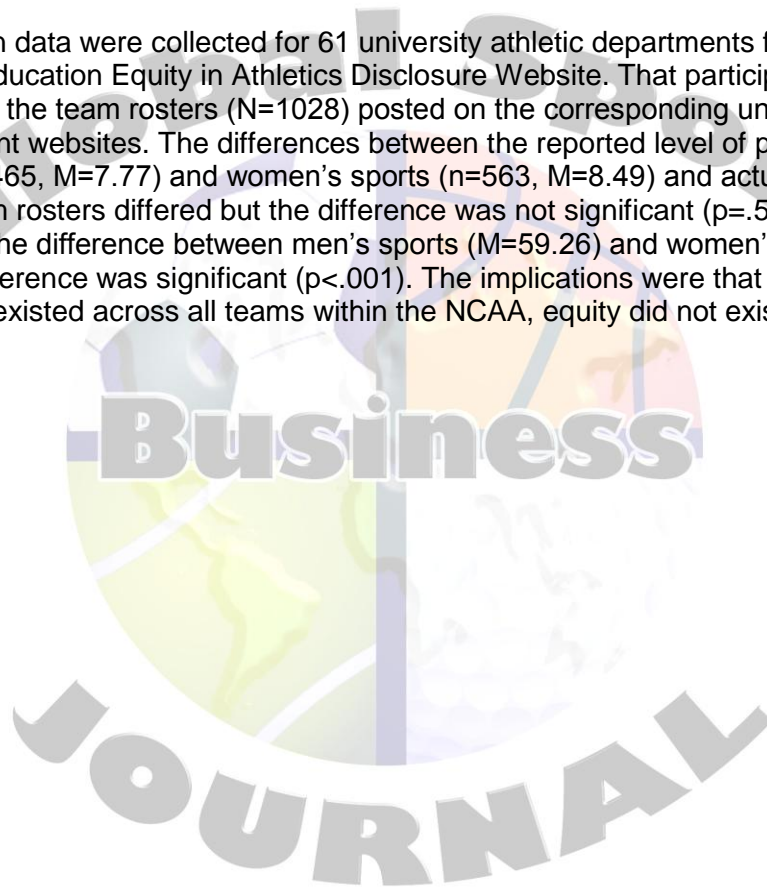 Global Sport
n data were collected for 61 university athletic departments f
ducation Equity in Athletics Disclosure Website. That particip
the team rosters (N=1028) posted on the corresponding un
nt websites. The differences between the reported level of p
465, M=7.77) and women's sports (n=563, M=8.49) and actu
n rosters differed but the difference was not significant (p=.5
he difference between men's sports (M=59.26) and women'
erence was significant (p<.001). The implications were that
existed across all teams within the NCAA, equity did not exis
Business
JOURNAL